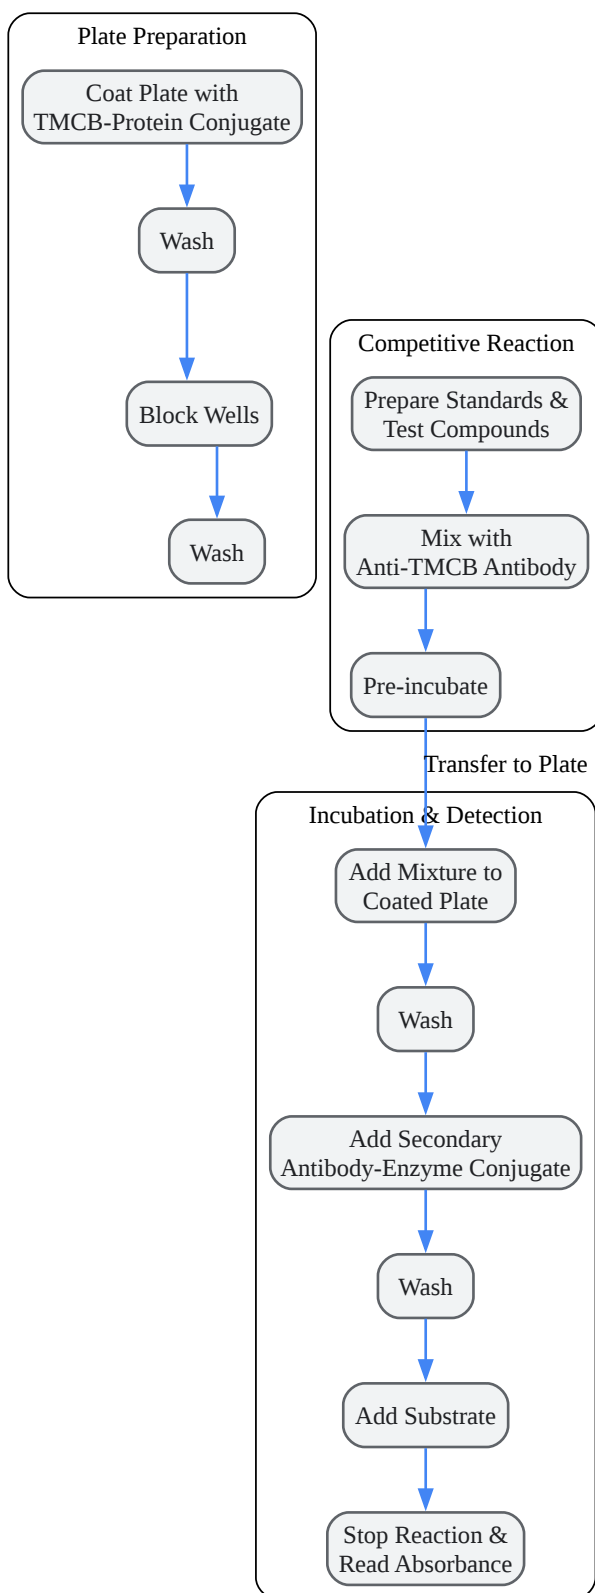 Plate Preparation
Coat Plate with
TMCB-Protein Conjugate
Wash
Block Wells
Wash
Competitive Reaction
Prepare Standards &
Test Compounds
Mix with
Anti-TMCB Antibody
Pre-incubate
Transfer to Plate
Incubation & Detection
Add Mixture to
Coated Plate
Wash
Add Secondary
Antibody-Enzyme Conjugate
Wash
Add Substrate
Stop Reaction &
Read Absorbance